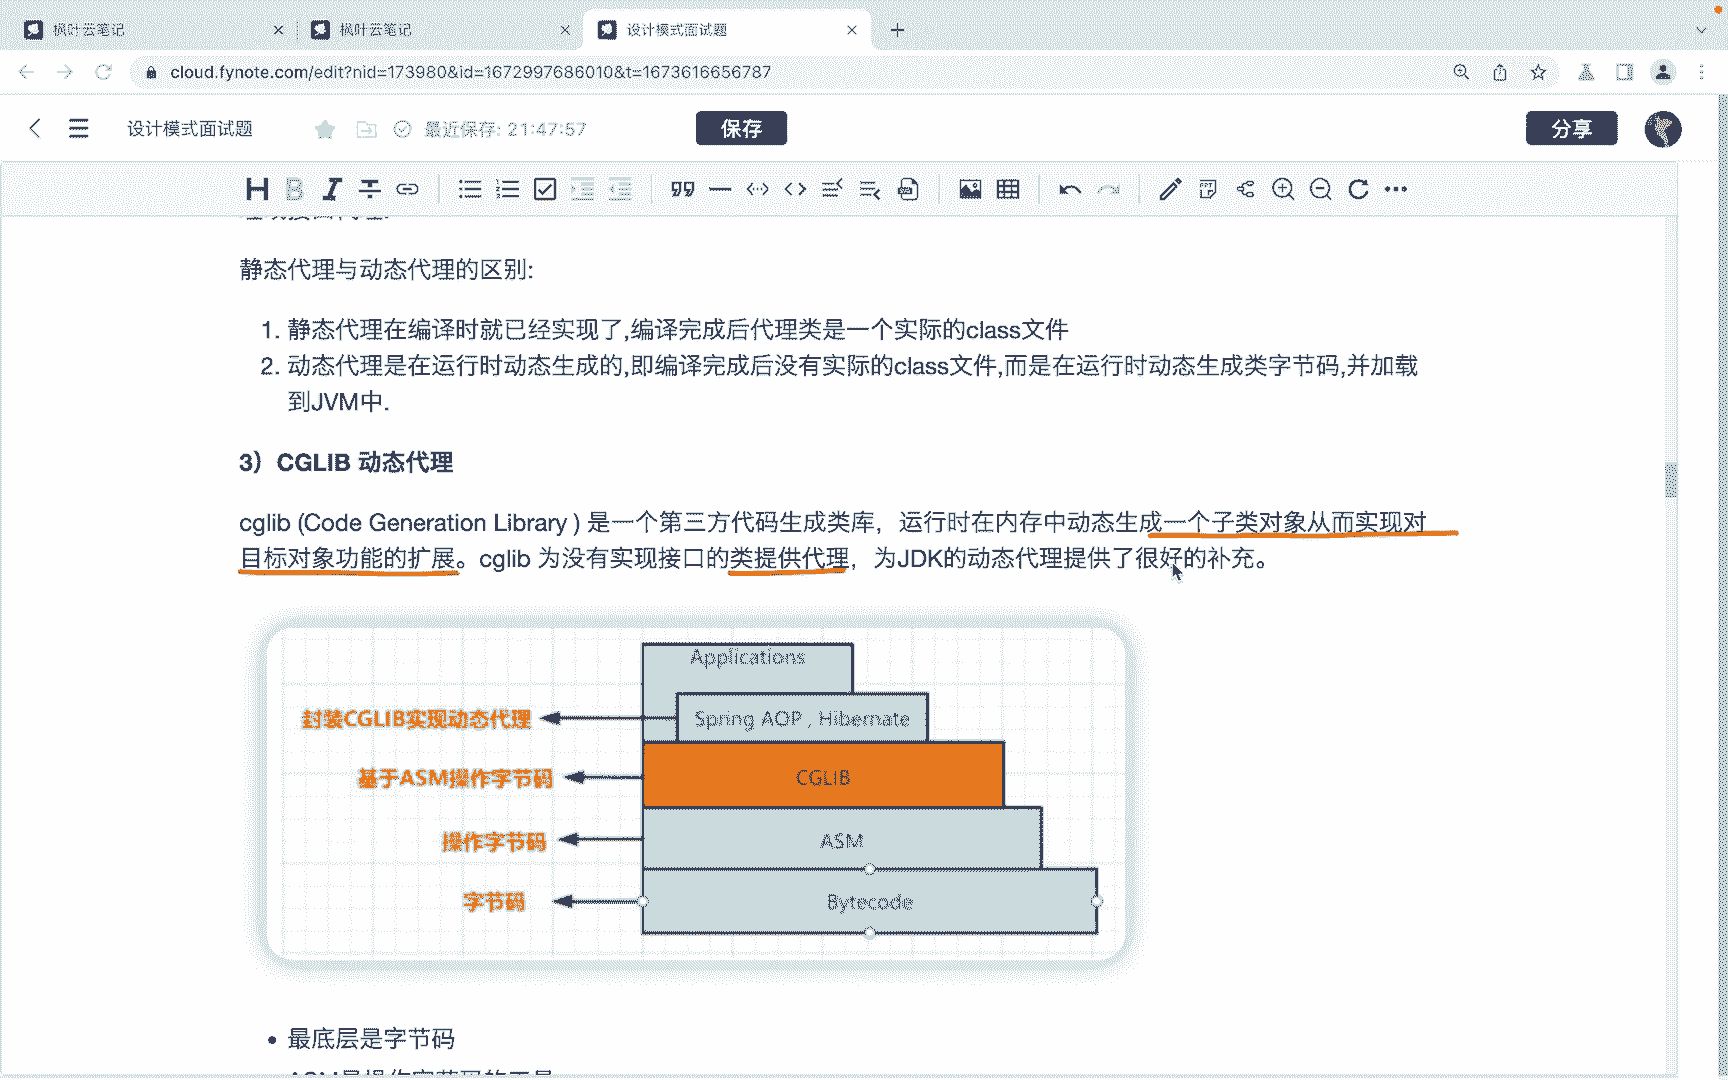 枫叶云笔记
枫叶云笔记
设计模式面试题
cloud.fynote.com/edit?nid=173980&id=1672997686010&t=1673616656787
设计模式面试题
最近保存: 21:47:57
保存
分享
静态代理与动态代理的区别:
1. 静态代理在编译时就已经实现了,编译完成后代理类是一个实际的class文件
2. 动态代理是在运行时动态生成的,即编译完成后没有实际的class文件,而是在运行时动态生成类字节码,并加载
到JVM中.
3）CGLIB 动态代理
cglib (Code Generation Library ) 是一个第三方代码生成类库，运行时在内存中动态生成一个子类对象从而实现对
目标对象功能的扩展。cglib 为没有实现接口的类提供代理，为JDK的动态代理提供了很好的补充。
Applications
封装CGLIB实现动态代理
Spring AOP , Hibernate
基于ASM操作字节码
CGLIB
操作字节码
ASM
字节码
Bytecode
• 最底层是字节码